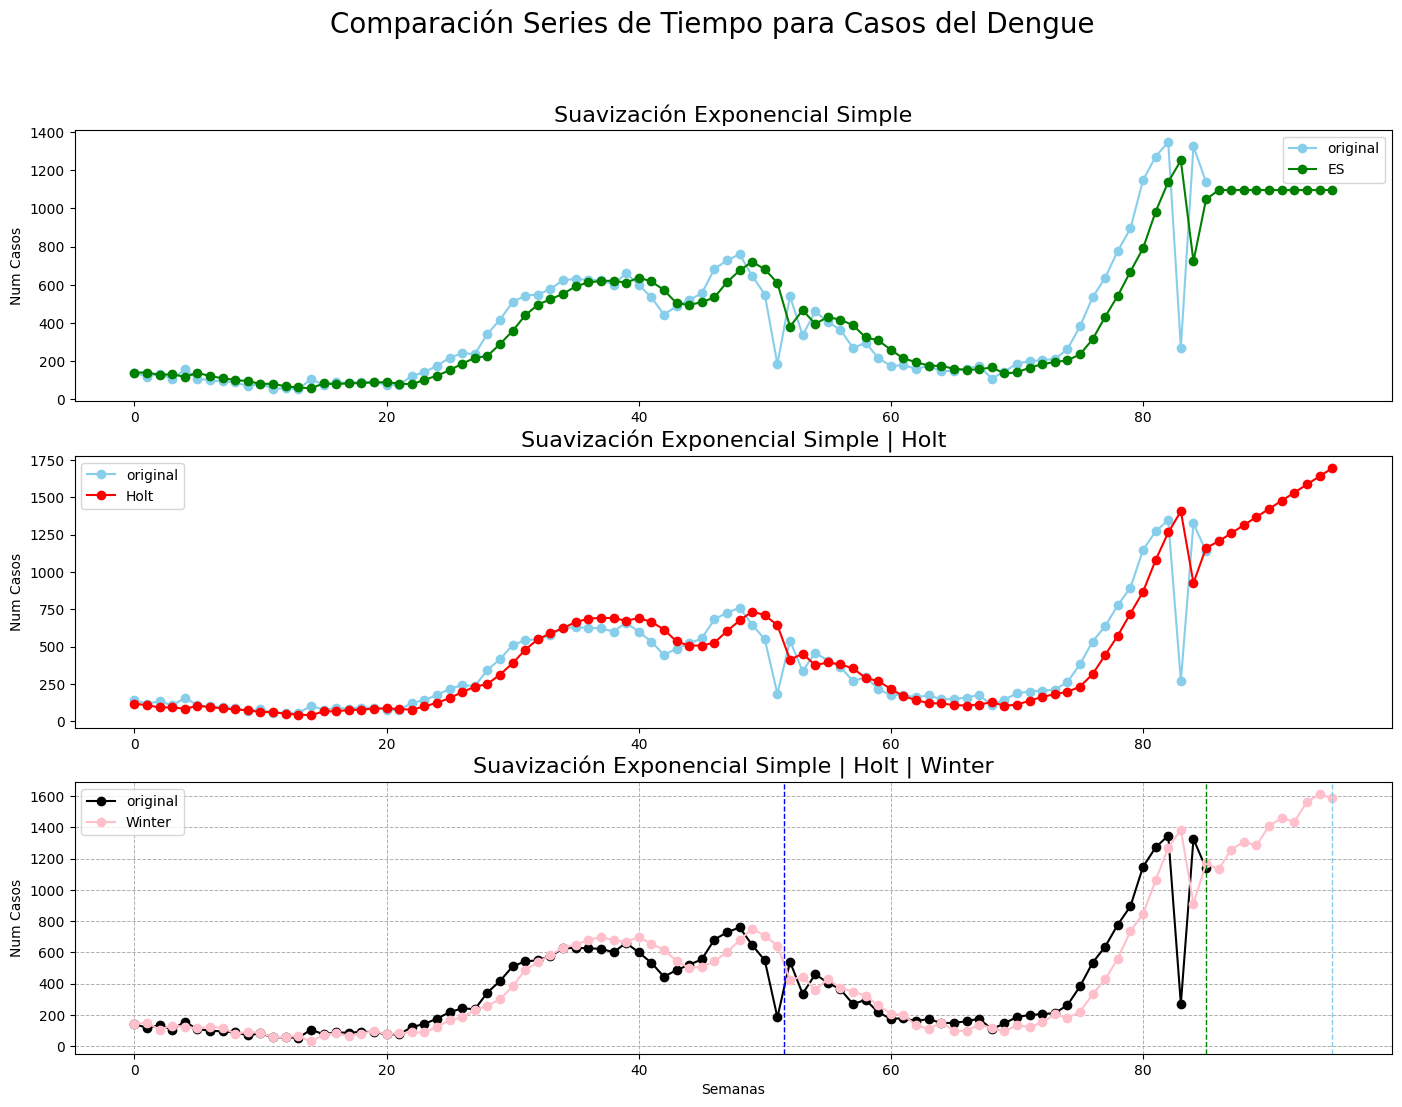 Comparación Series de Tiempo para Casos del Dengue
Suavización Exponencial Simple
1400
1200
1000
800
600
400
200
0
Num Casos
original
ES
0 20 40 60 80
Suavización Exponencial Simple | Holt
1750
1500
1250
1000
750
500
250
0
Num Casos
original
Holt
0 20 40 60 80
Suavización Exponencial Simple | Holt | Winter
1600
1400
1200
1000
800
600
400
200
0
Num Casos
original
Winter
0 20 40 60 80
Semanas